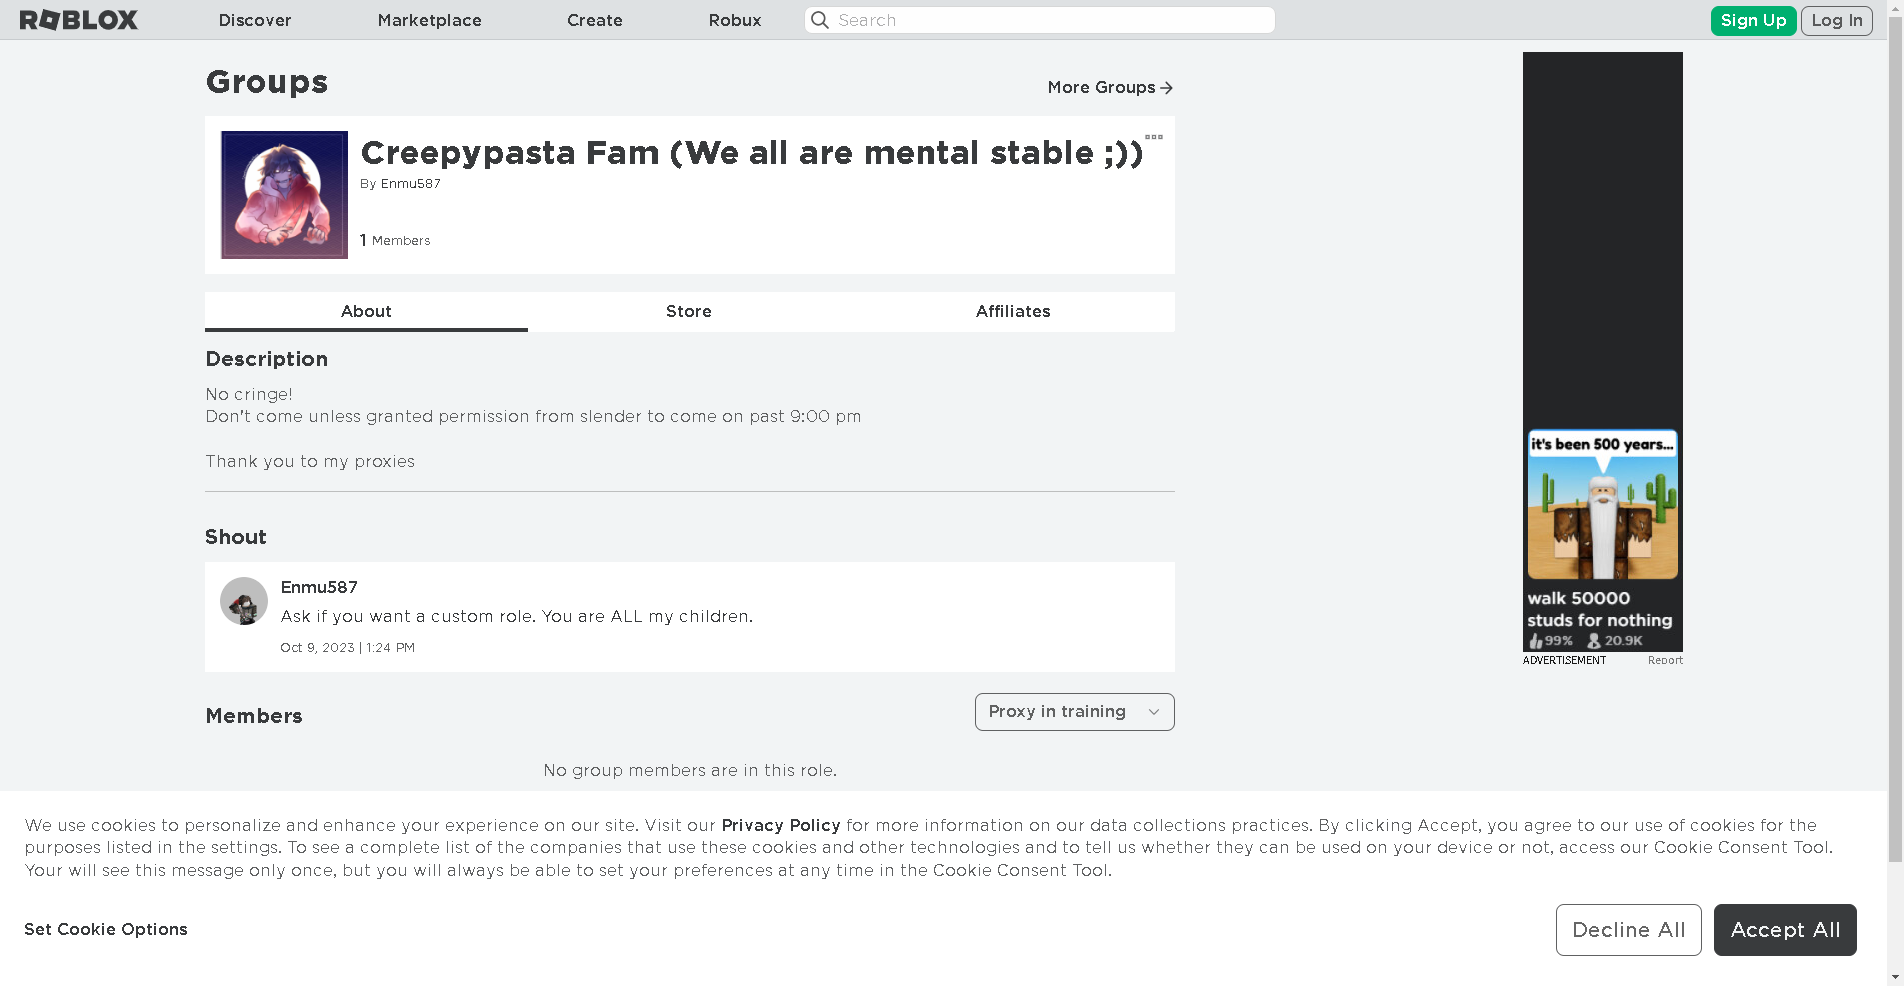 ROBLOX
Discover
Marketplace
Create
Robux
Search
Sign Up
Log In
Groups
More Groups
Creepypasta Fam (We all are mental stable ;))
By Enmu587
1 Members
About
Store
Affiliates
Description
No cringe!
Don't come unless granted permission from slender to come on past 9:00 pm
Thank you to my proxies
Shout
Enmu587
Ask if you want a custom role. You are ALL my children.
Oct 9, 2023 | 1:24 PM
Members
Proxy in training
No group members are in this role.
it's been 500 years...
walk 50000
studs for nothing
99% 20.9K
ADVERTISEMENT
Report
We use cookies to personalize and enhance your experience on our site. Visit our Privacy Policy for more information on our data collections practices. By clicking Accept, you agree to our use of cookies for the
purposes listed in the settings. To see a complete list of the companies that use these cookies and other technologies and to tell us whether they can be used on your device or not, access our Cookie Consent Tool.
Your will see this message only once, but you will always be able to set your preferences at any time in the Cookie Consent Tool.
Set Cookie Options
Decline All
Accept All